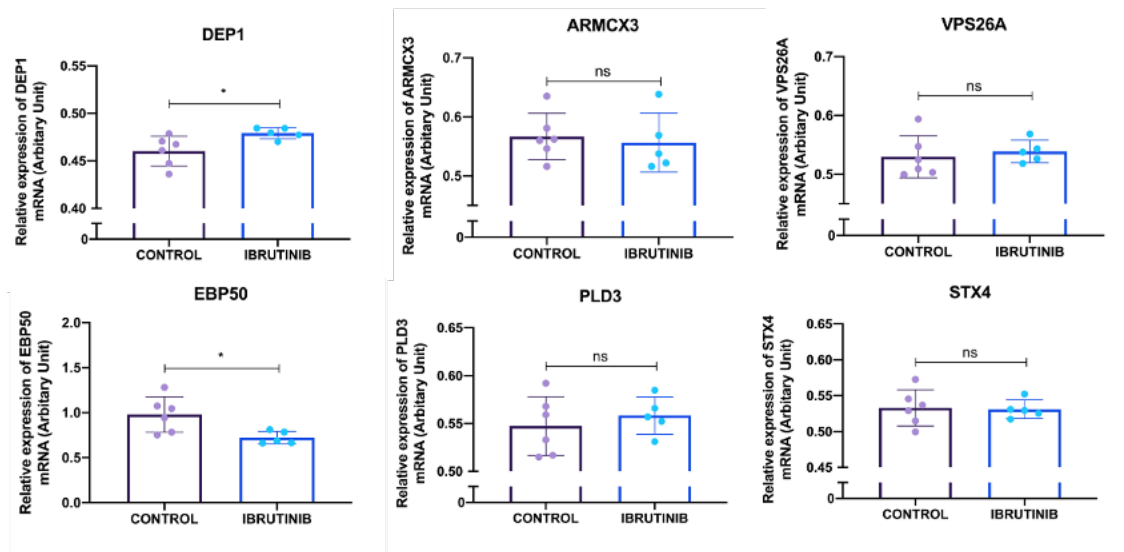 DEP1
Relative expression of DEP1
mRNA (Arbitary Unit)
0.55
0.50
0.45
0.40
0
*
CONTROL
IBRUTINIB
ARMCX3
Relative expression of ARMCX3
mRNA (Arbitary Unit)
0.7
0.6
0.5
0
ns
CONTROL
IBRUTINIB
VPS26A
Relative expression of VPS26A
mRNA (Arbitary Unit)
0.7
0.6
0.5
0
ns
CONTROL
IBRUTINIB
EBP50
Relative expression of EBP50
mRNA (Arbitary Unit)
2.0
1.5
1.0
0.5
0.0
*
CONTROL
IBRUTINIB
PLD3
Relative expression of PLD3
mRNA (Arbitary Unit)
0.65
0.60
0.55
0.50
0
ns
CONTROL
IBRUTINIB
STX4
Relative expression of STX4
mRNA (Arbitary Unit)
0.65
0.60
0.55
0.50
0.45
0
ns
CONTROL
IBRUTINIB